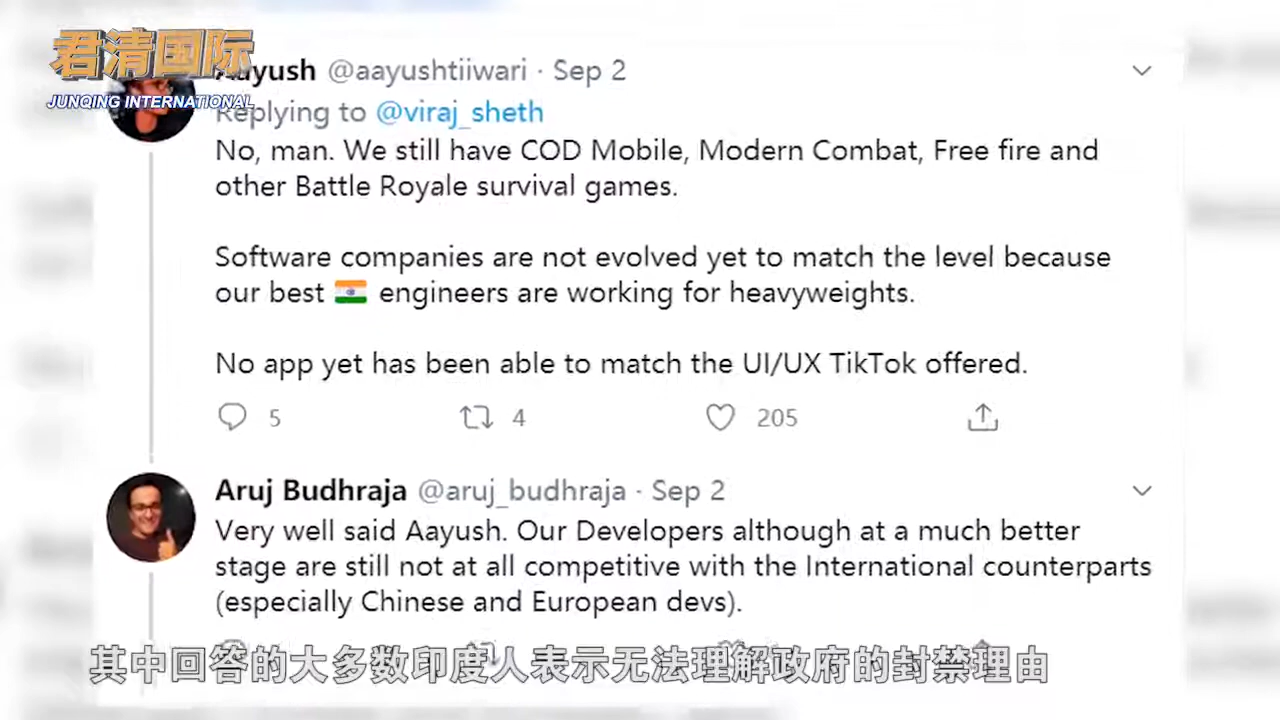 君清国际
JUNQING INTERNATIONAL
Aayush @aayushtiiwari · Sep 2
Replying to @viraj_sheth
No, man. We still have COD Mobile, Modern Combat, Free fire and
other Battle Royale survival games.
Software companies are not evolved yet to match the level because
our best 🇮🇳 engineers are working for heavyweights.
No app yet has been able to match the UI/UX TikTok offered.
5 4 205
Aruj Budhraja @aruj_budhraja · Sep 2
Very well said Aayush. Our Developers although at a much better
stage are still not at all competitive with the International counterparts
(especially Chinese and European devs).
其中回答的大多数印度人表示无法理解政府的封禁理由